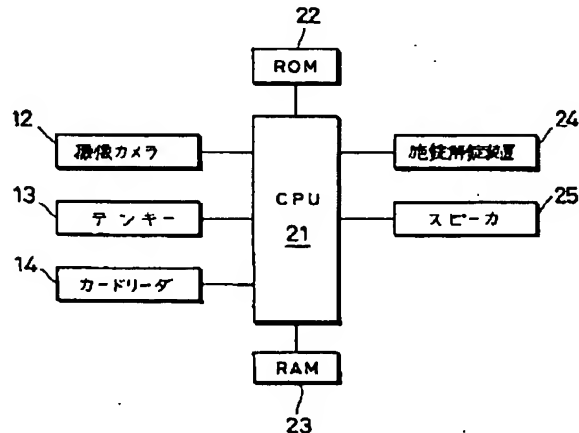 22
ROM
12
撮像カメラ
24
施錠解錠装置
13
テンキー
CPU
21
25
スピーカ
14
カードリーダ
RAM
23